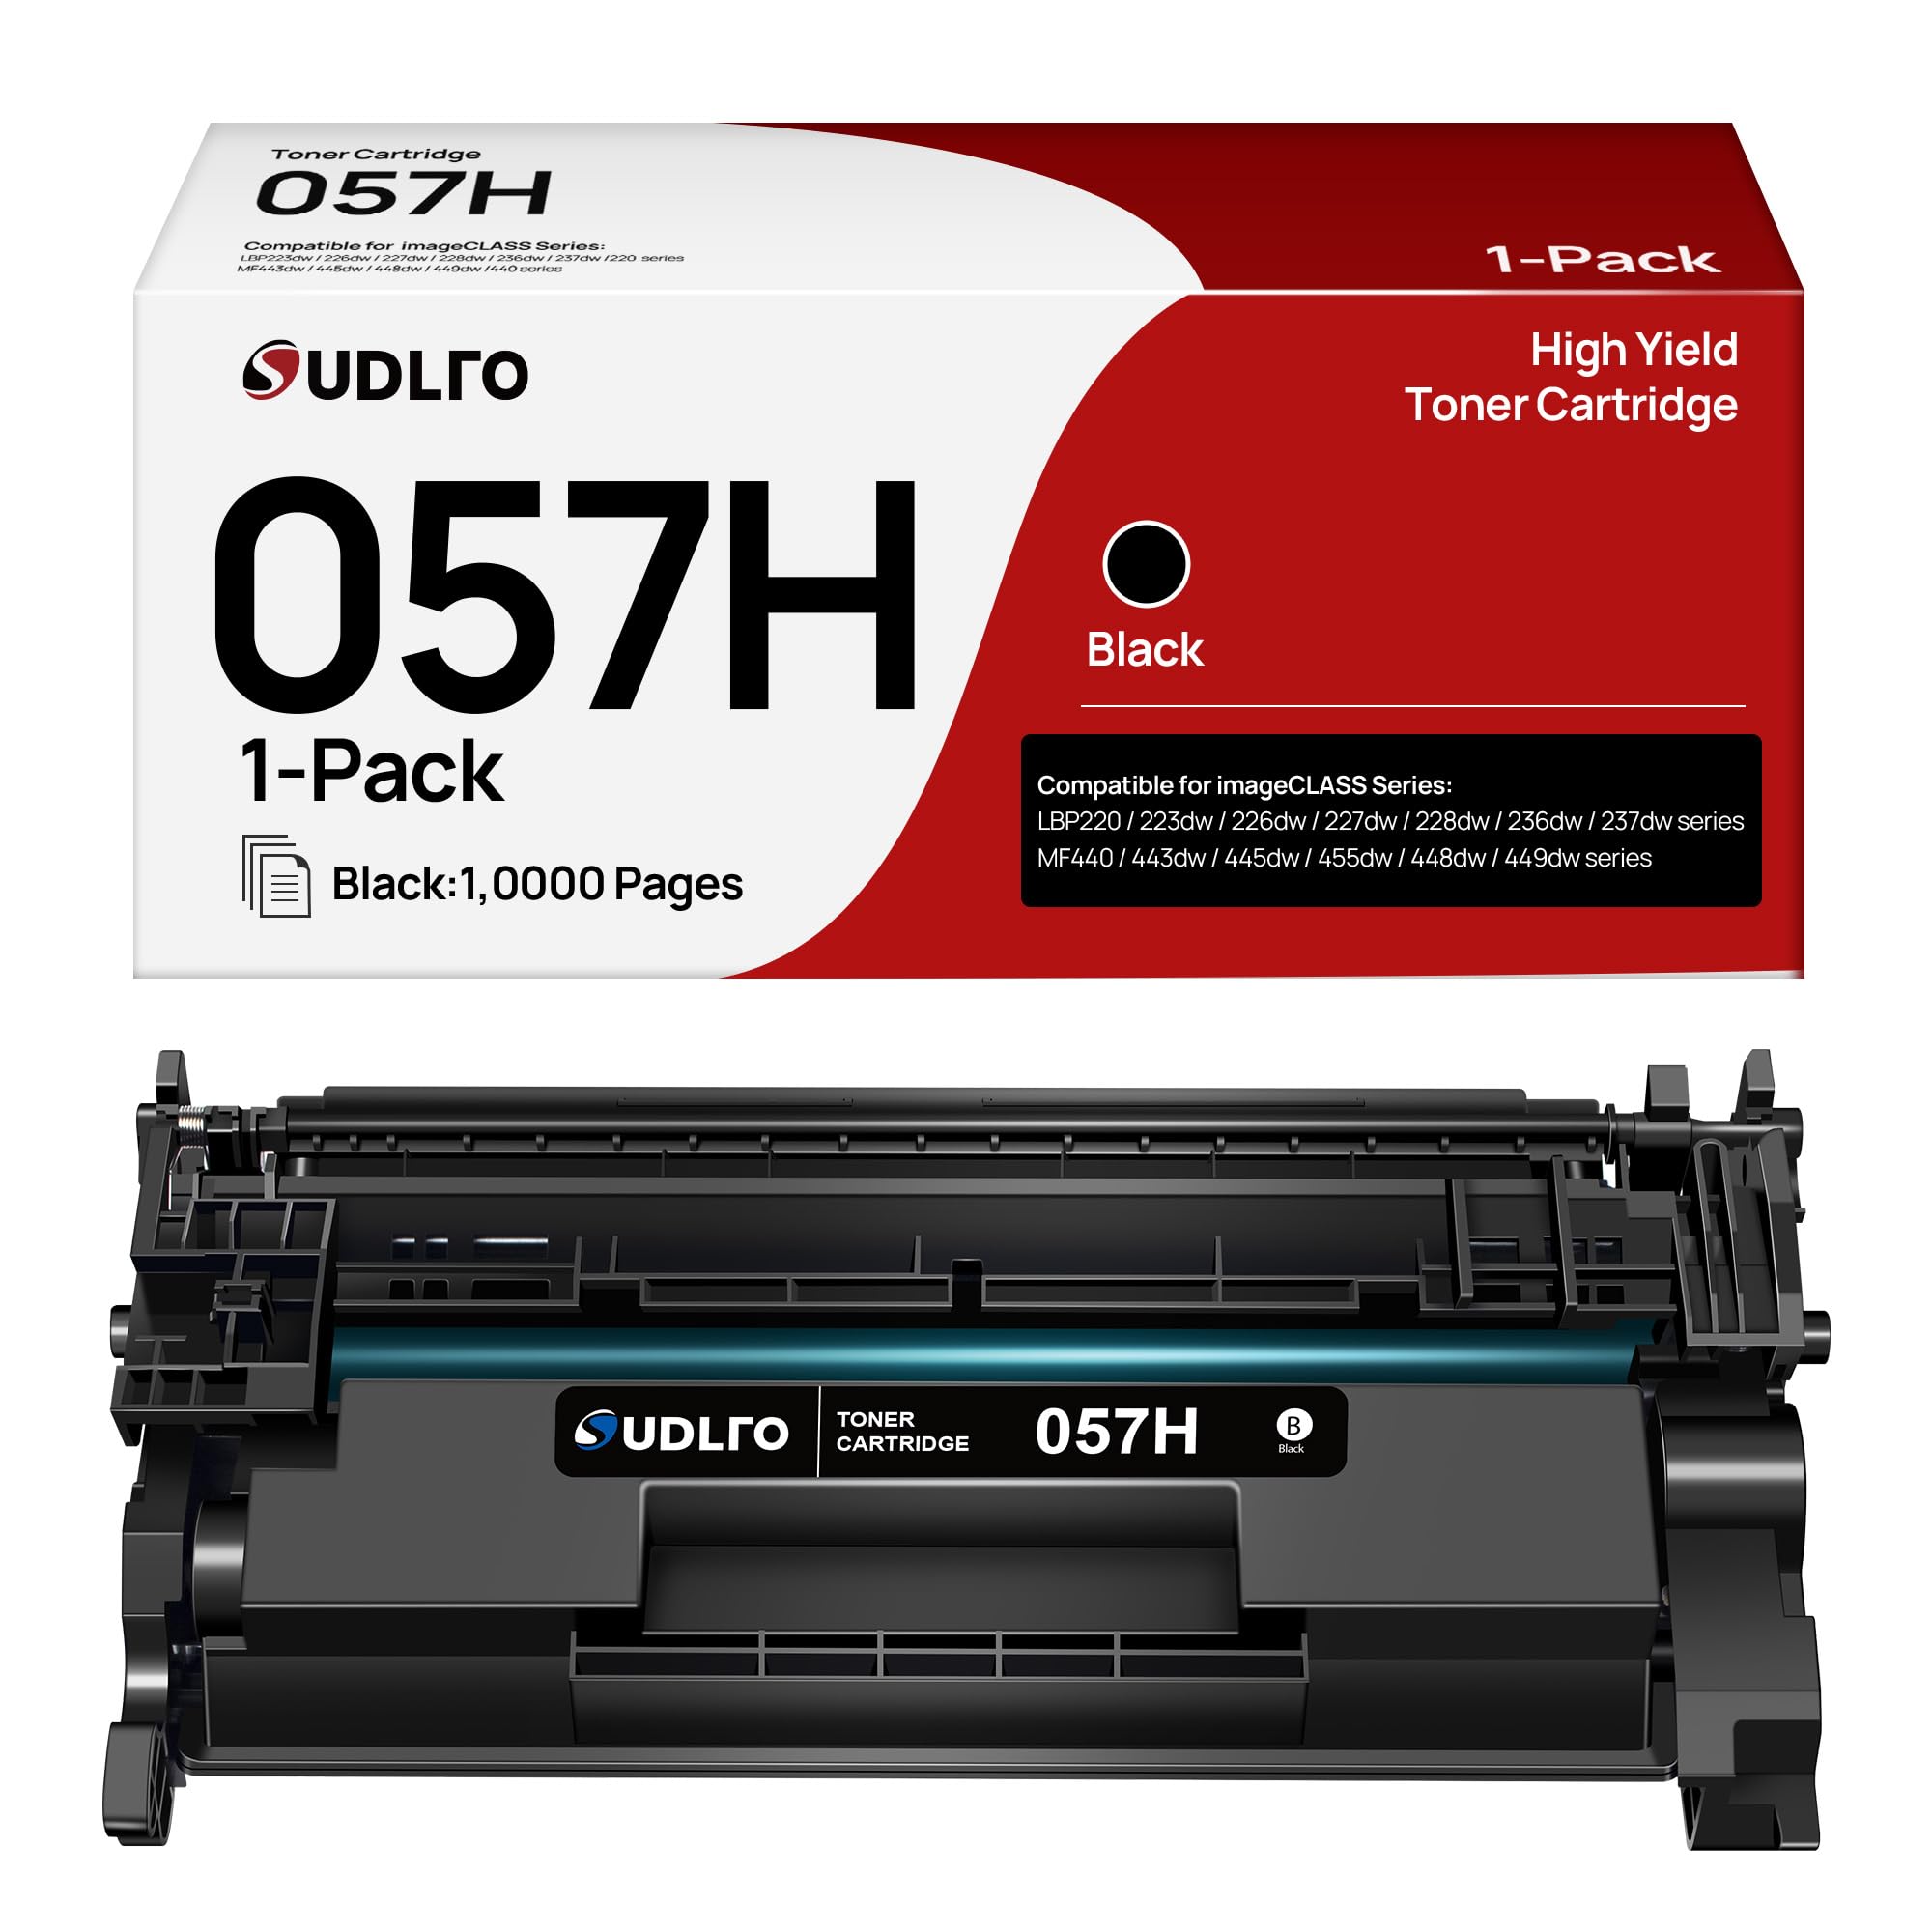 Toner Cartridge
057H
Compatible for imageCLASS Series:
LBP223dw / 226dw / 227dw / 228dw / 236dw / 237dw /220 series
MF443dw / 445dw / 448dw / 449dw /440 series
1-Pack
SUDLTO
High Yield
Toner Cartridge
057H
Black
1-Pack
Compatible for imageCLASS Series:
LBP220 / 223dw / 226dw / 227dw / 228dw / 236dw / 237dw series
MF440 / 443dw / 445dw / 455dw / 448dw / 449dw series
Black:1,0000 Pages
SUDLTO
TONER
CARTRIDGE
057H
B
Black